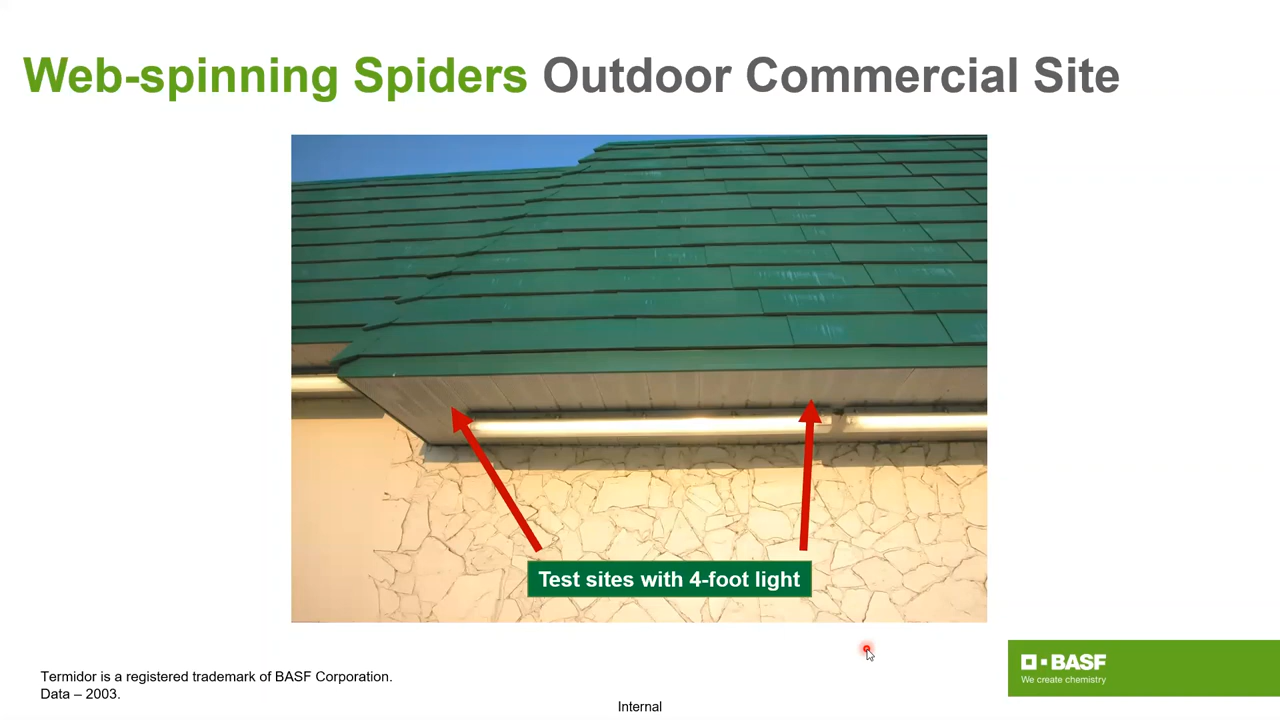 Web-spinning Spiders Outdoor Commercial Site
Test sites with 4-foot light
Termidor is a registered trademark of BASF Corporation.
Data – 2003.
Internal
BASF
We create chemistry